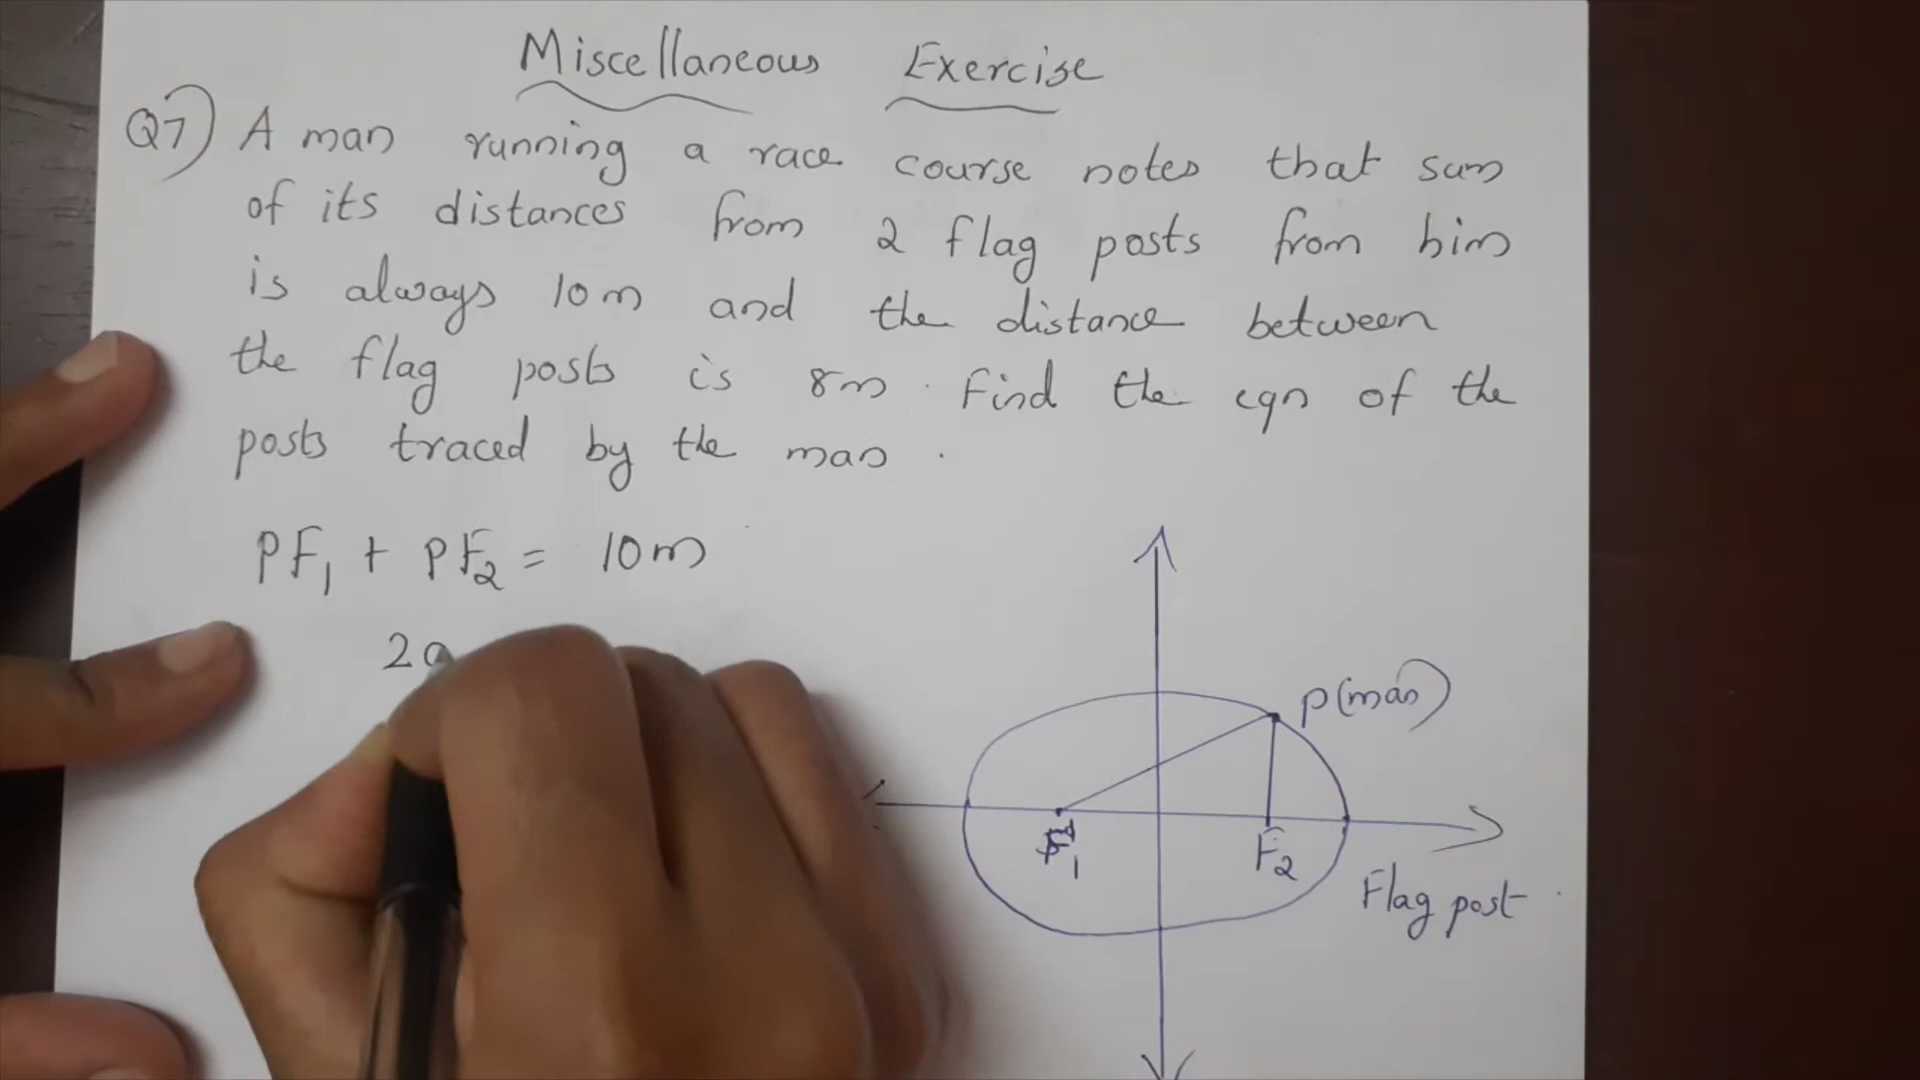 Miscellaneous Exercise
Q7) A man running a race course notes that sum
of its distances from 2 flag posts from him
is always 10m and the distance between
the flag posts is 8m. Find the eqn of the
posts traced by the man.
PF1 + PF2 = 10m
2a
P(man)
F1
F2
Flag post